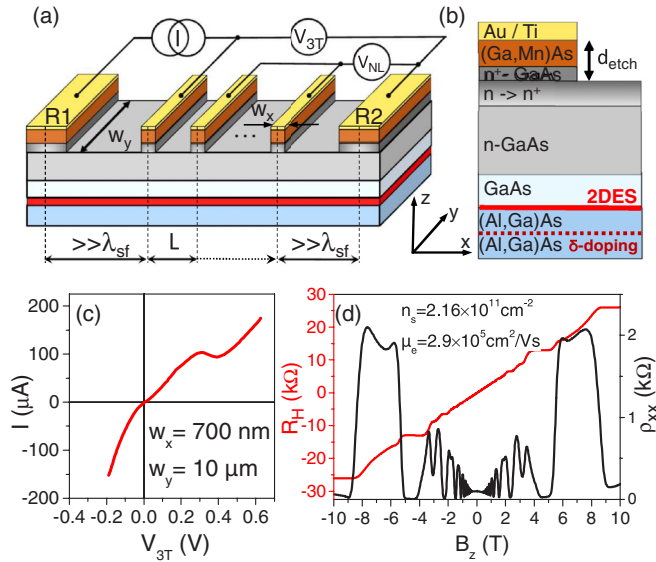 (a)
I
V3T
VNL
R1
wy
wx
...
R2
>>λsf
L
>>λsf
z
y
x
(b)
Au / Ti
(Ga,Mn)As
n+- GaAs
detch
n -> n+
n-GaAs
GaAs
2DES
(Al,Ga)As
(Al,Ga)As δ-doping
(c)
I (μA)
200
100
0
-100
-200
wx= 700 nm
wy= 10 μm
-0.4 -0.2 0.0 0.2 0.4 0.6
V3T (V)
(d)
ns=2.16×10¹¹cm⁻²
μe=2.9×10⁵cm²/Vs
RH (kΩ)
30
20
10
0
-10
-20
-30
2
1
0
ρxx (kΩ)
-10 -8 -6 -4 -2 0 2 4 6 8 10
Bz (T)